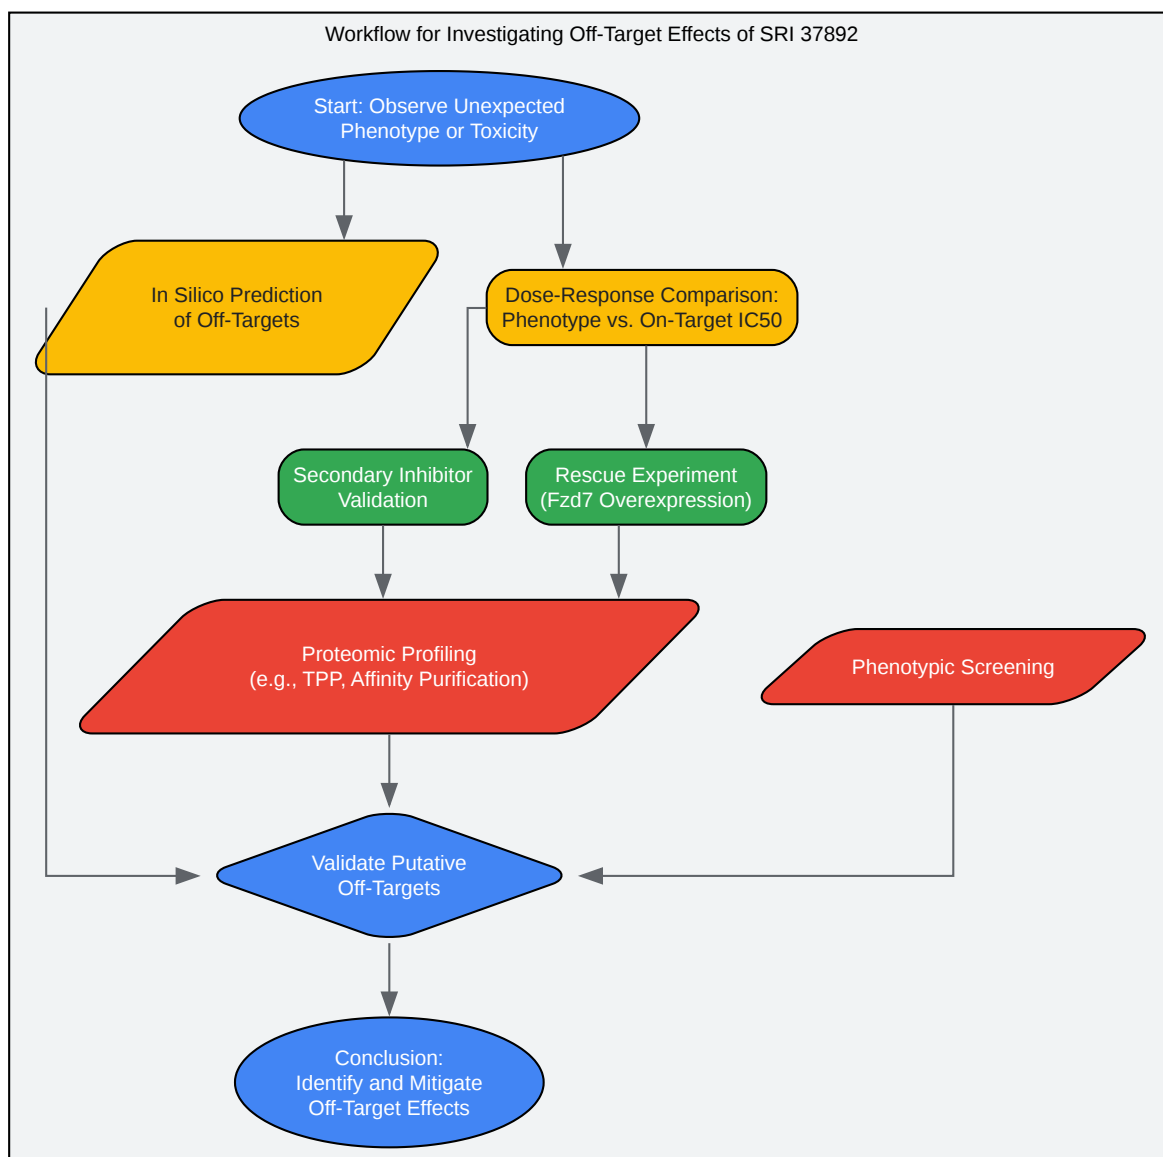 Workflow for Investigating Off-Target Effects of SRI 37892
Start: Observe Unexpected
Phenotype or Toxicity
In Silico Prediction
of Off-Targets
Dose-Response Comparison:
Phenotype vs. On-Target IC50
Secondary Inhibitor
Validation
Rescue Experiment
(Fzd7 Overexpression)
Proteomic Profiling
(e.g., TPP, Affinity Purification)
Phenotypic Screening
Validate Putative
Off-Targets
Conclusion:
Identify and Mitigate
Off-Target Effects